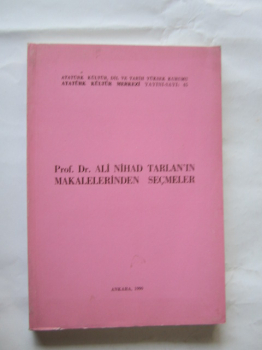 ATATÜRK KÜLTÜR, DİL VE TARİH YÜKSEK KURUMU
ATATÜRK KÜLTÜR MERKEZİ YAYINLARI
Prof. Dr. ALİ NİHAD TARLAN'IN
MAKALELERİNDEN SEÇMELER
ANKARA, 1990